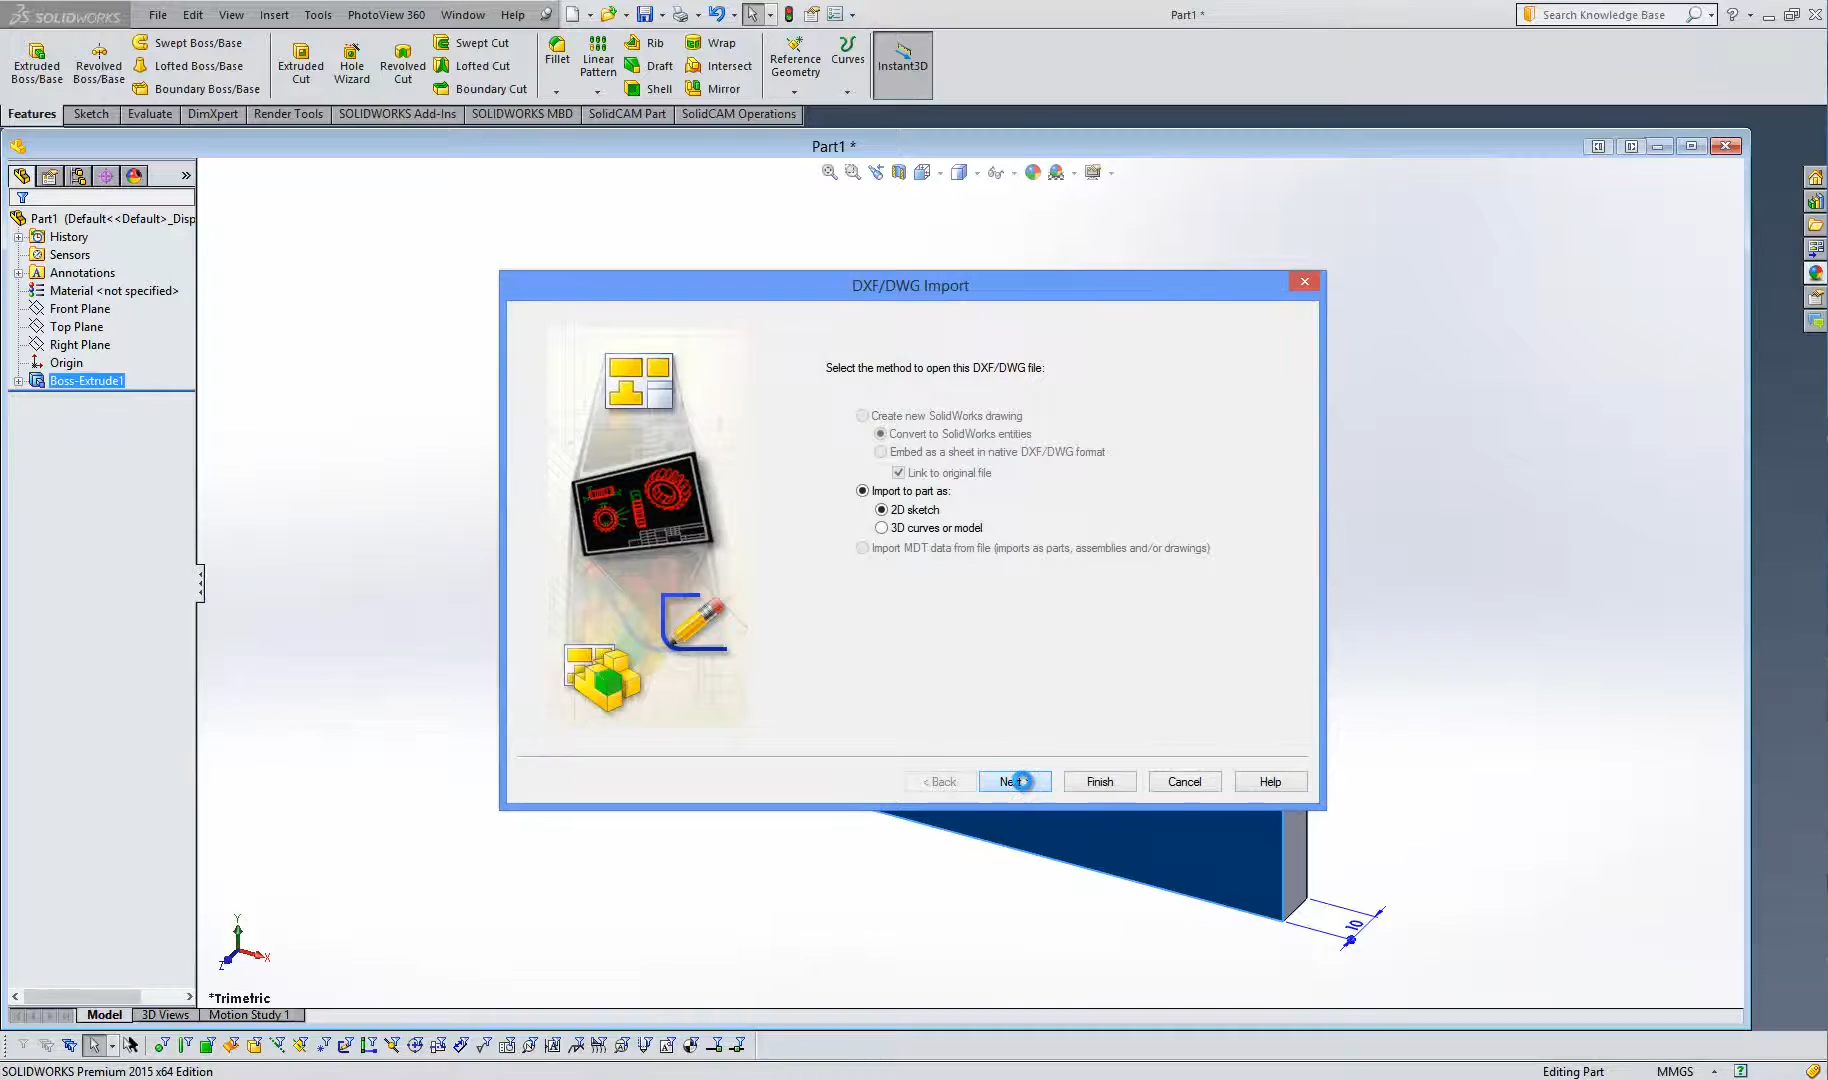 SOLIDWORKS File Edit View Insert Tools PhotoView 360 Window Help Part1 * Search Knowledge Base
Extruded Boss/Base
Revolved Boss/Base
Swept Boss/Base
Lofted Boss/Base
Boundary Boss/Base
Extruded Cut
Hole Wizard
Revolved Cut
Swept Cut
Lofted Cut
Boundary Cut
Fillet
Linear Pattern
Rib
Draft
Shell
Wrap
Intersect
Mirror
Reference Geometry
Curves
Instant3D
Features Sketch Evaluate DimXpert Render Tools SOLIDWORKS Add-Ins SOLIDWORKS MBD SolidCAM Part SolidCAM Operations
Part1 *
Part1 (Default<<Default>_Disp
History
Sensors
Annotations
Material <not specified>
Front Plane
Top Plane
Right Plane
Origin
Boss-Extrude1
DXF/DWG Import
Select the method to open this DXF/DWG file:
Create new SolidWorks drawing
Convert to SolidWorks entities
Embed as a sheet in native DXF/DWG format
Link to original file
Import to part as:
2D sketch
3D curves or model
Import MDT data from file (imports as parts, assemblies and/or drawings)
< Back Finish Cancel Help
10
Y
X
Z
*Trimetric
Model 3D Views Motion Study 1
SOLIDWORKS Premium 2015 x64 Edition Editing Part MMGS